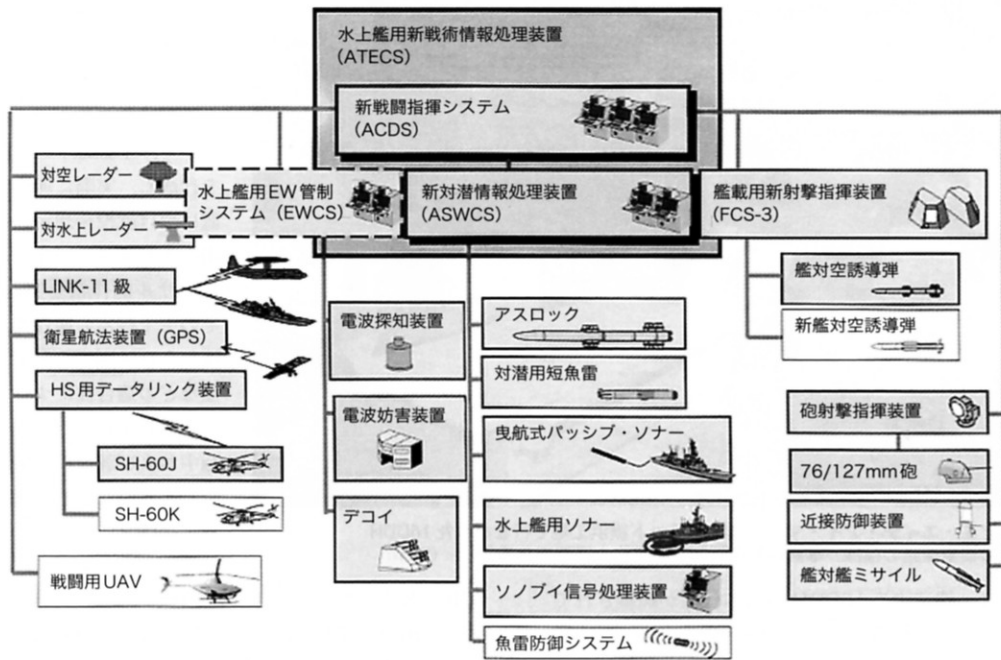 水上艦用新戦術情報処理装置
(ATECS)
新戦闘指揮システム
(ACDS)
対空レーダー
対水上レーダー
LINK-11級
衛星航法装置（GPS）
HS用データリンク装置
SH-60J
SH-60K
戦闘用UAV
水上艦用EW管制
システム（EWCS）
電波探知装置
電波妨害装置
デコイ
新対潜情報処理装置
(ASWCS)
アスロック
対潜用短魚雷
曳航式パッシブ・ソナー
水上艦用ソナー
ソノブイ信号処理装置
魚雷防御システム
艦載用新射撃指揮装置
(FCS-3)
艦対空誘導弾
新艦対空誘導弾
砲射撃指揮装置
76/127mm砲
近接防御装置
艦対艦ミサイル